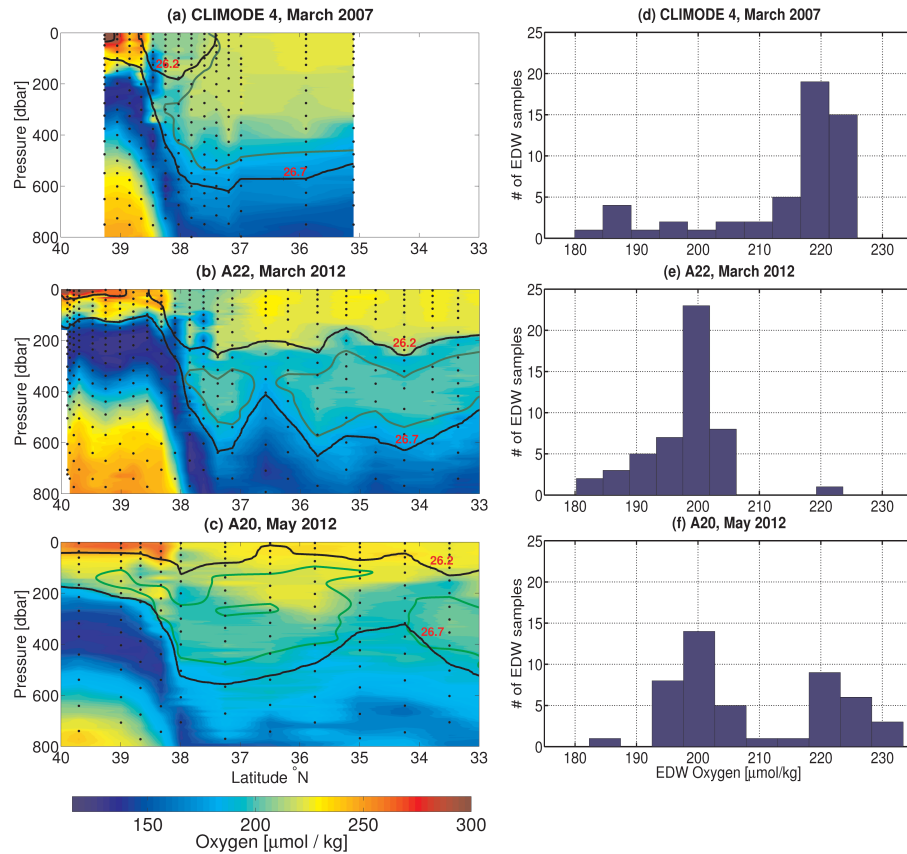 (a) CLIMODE 4, March 2007
(d) CLIMODE 4, March 2007
Pressure [dbar]
0
200
400
600
800
26.2
26.7
40 39 38 37 36 35 34 33
# of EDW samples
25
20
15
10
5
0
180 190 200 210 220 230
(b) A22, March 2012
(e) A22, March 2012
Pressure [dbar]
0
200
400
600
800
26.2
26.7
40 39 38 37 36 35 34 33
# of EDW samples
25
20
15
10
5
0
180 190 200 210 220 230
(c) A20, May 2012
(f) A20, May 2012
Pressure [dbar]
0
200
400
600
800
26.2
26.7
40 39 38 37 36 35 34 33
Latitude °N
# of EDW samples
25
20
15
10
5
0
180 190 200 210 220 230
EDW Oxygen [μmol/kg]
150 200 250 300
Oxygen [μmol / kg]